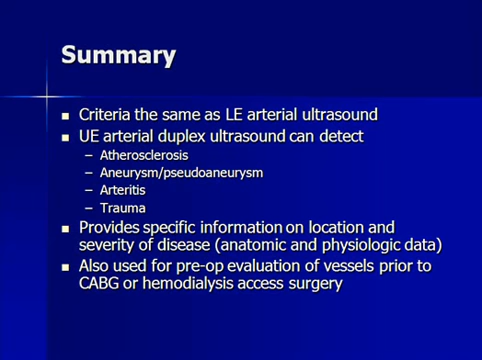 Summary
■ Criteria the same as LE arterial ultrasound
■ UE arterial duplex ultrasound can detect
– Atherosclerosis
– Aneurysm/pseudoaneurysm
– Arteritis
– Trauma
■ Provides specific information on location and
severity of disease (anatomic and physiologic data)
■ Also used for pre-op evaluation of vessels prior to
CABG or hemodialysis access surgery